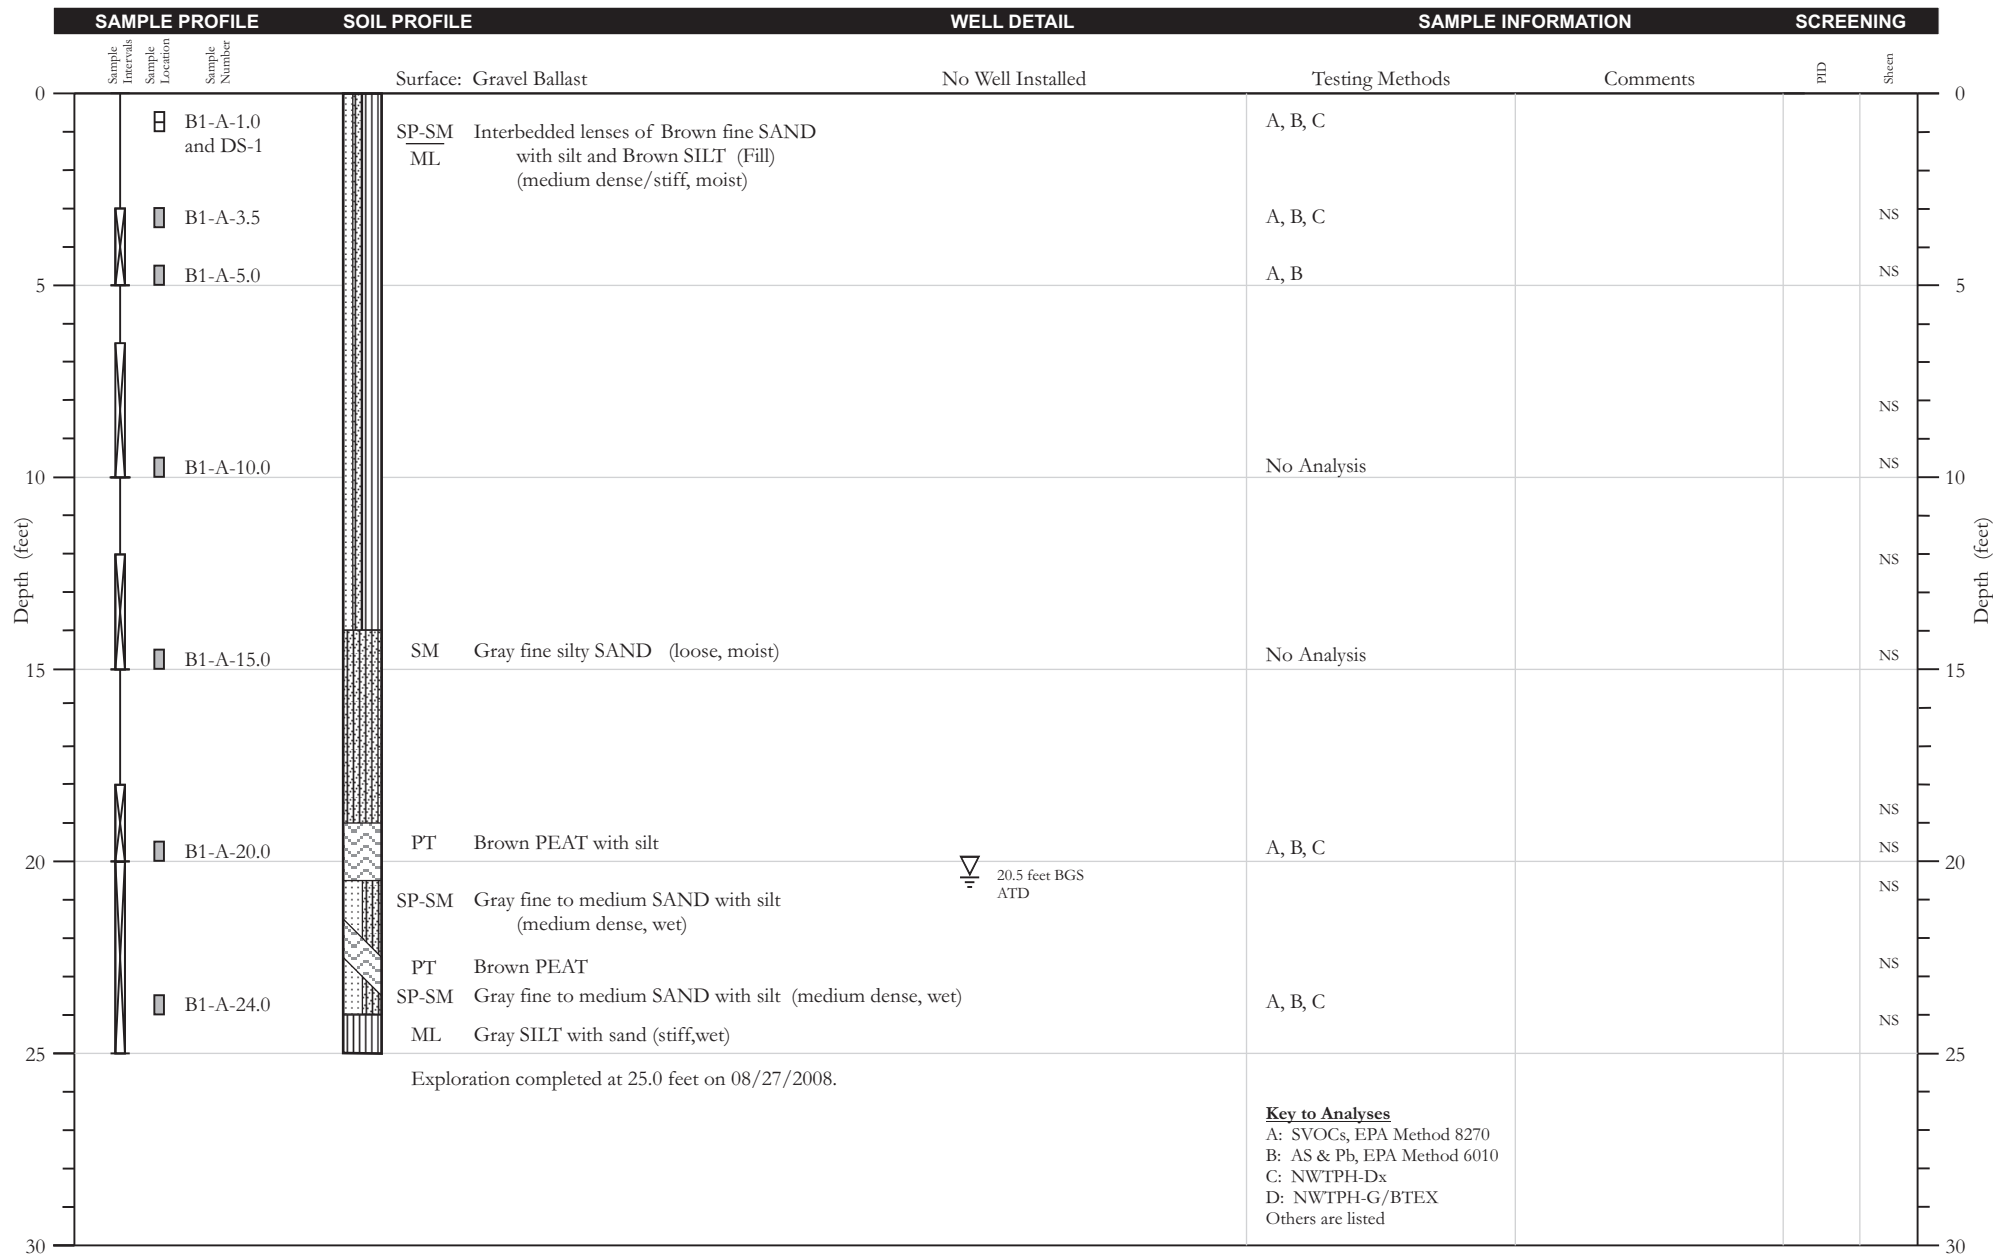 SAMPLE PROFILE SOIL PROFILE WELL DETAIL SAMPLE INFORMATION SCREENING
Sample Intervals
Sample Location
Sample Number
Surface: Gravel Ballast
No Well Installed
Testing Methods
Comments
PID
Sheen
0 0
B1-A-1.0 A, B, C
and DS-1
SP-SM Interbedded lenses of Brown fine SAND
ML with silt and Brown SILT (Fill)
(medium dense/stiff, moist)
B1-A-3.5 A, B, C NS
B1-A-5.0 A, B NS
5 5
NS
B1-A-10.0 No Analysis NS
10 10
Depth (feet) Depth (feet)
NS
SM Gray fine silty SAND (loose, moist)
B1-A-15.0 No Analysis NS
15 15
NS
PT Brown PEAT with silt
B1-A-20.0 A, B, C NS
20 20
20.5 feet BGS
ATD
NS
SP-SM Gray fine to medium SAND with silt
(medium dense, wet)
PT Brown PEAT NS
SP-SM Gray fine to medium SAND with silt (medium dense, wet)
B1-A-24.0 A, B, C
NS
ML Gray SILT with sand (stiff,wet)
25 25
Exploration completed at 25.0 feet on 08/27/2008.
Key to Analyses
A: SVOCs, EPA Method 8270
B: AS & Pb, EPA Method 6010
C: NWTPH-Dx
D: NWTPH-G/BTEX
Others are listed
30 30